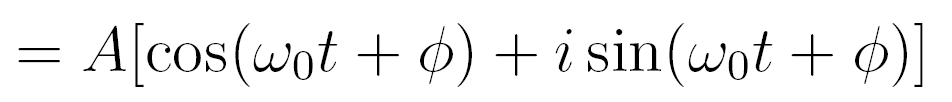 = A[cos(ω₀t + ϕ) + i sin(ω₀t + ϕ)]